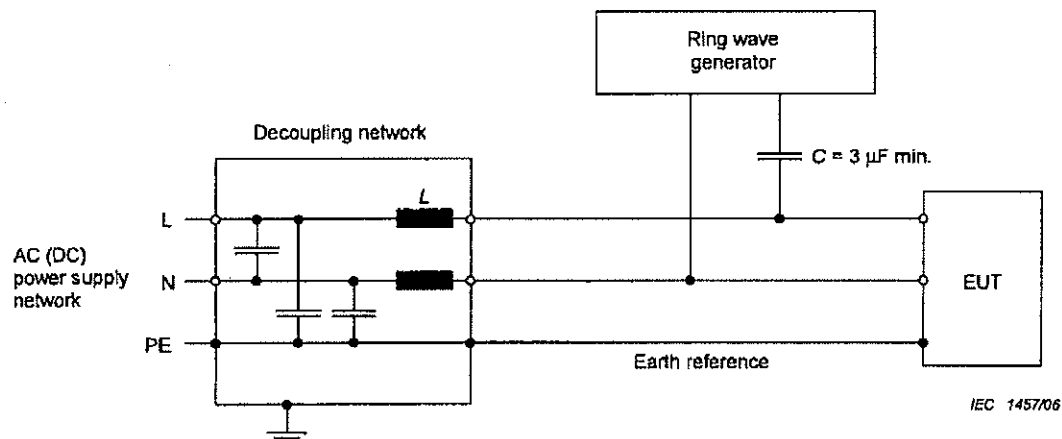 Ring wave
generator
Decoupling network
C = 3 μF min.
L
L
AC (DC)
power supply
network
N
EUT
PE
Earth reference
IEC 1457/06